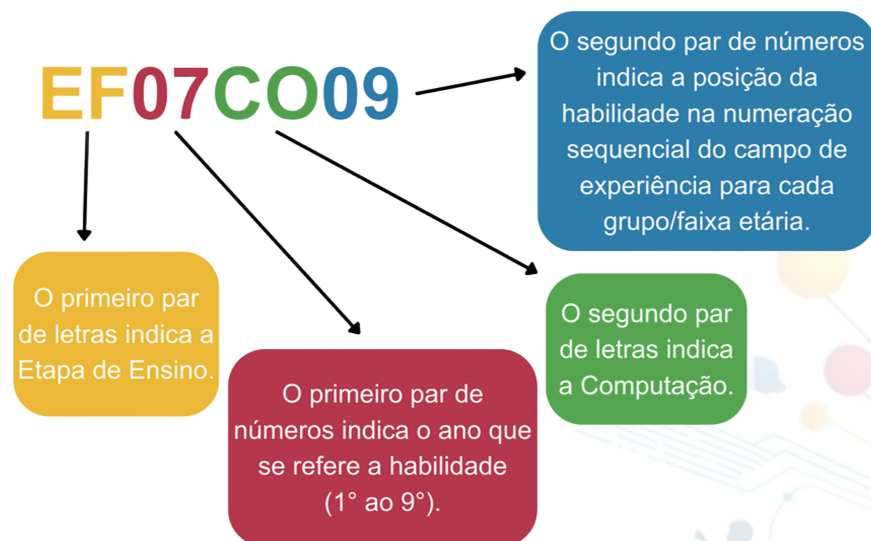 EF07CO09
O segundo par de números
indica a posição da
habilidade na numeração
sequencial do campo de
experiência para cada
grupo/faixa etária.
O primeiro par
de letras indica a
Etapa de Ensino.
O segundo par
de letras indica
a Computação.
O primeiro par de
números indica o ano que
se refere a habilidade
(1° ao 9°).